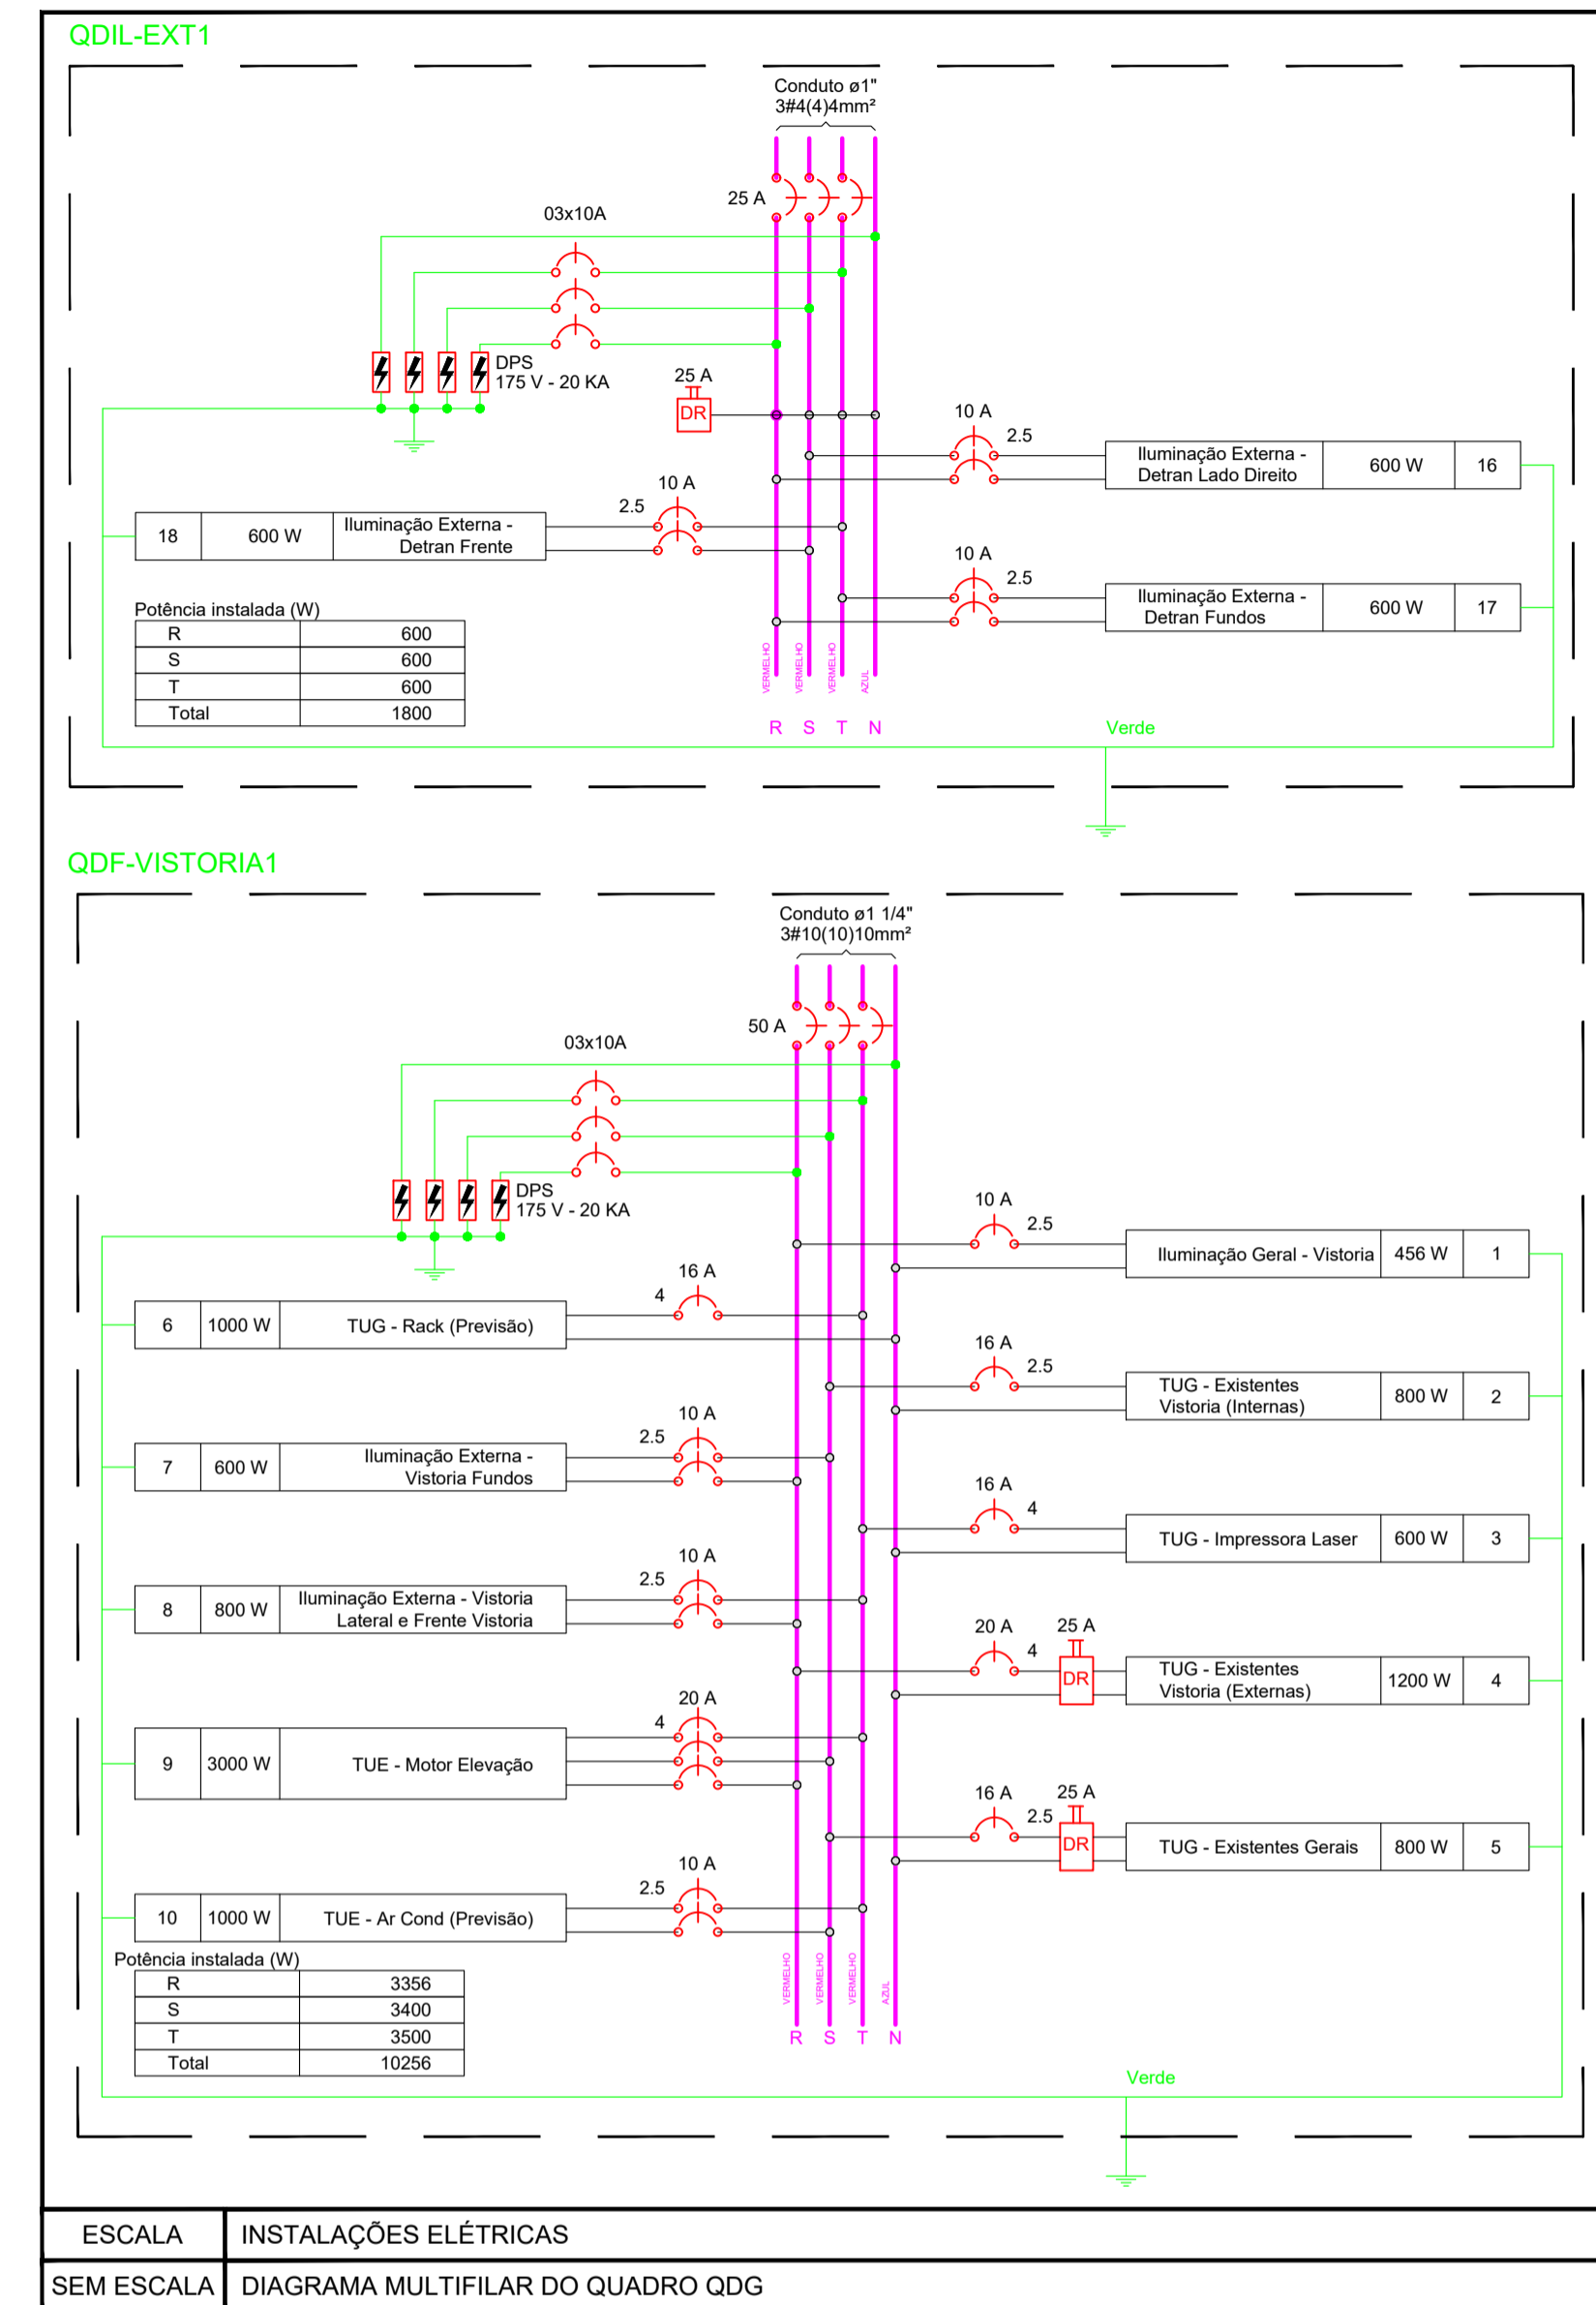 QDIL-EXT1
Conduto ø1"
3#4(4)4mm²
25 A
03x10A
DPS
175 V - 20 KA
25 A
DR
10 A
2.5
Iluminação Externa -
Detran Lado Direito
600 W
16
10 A
2.5
18
600 W
Iluminação Externa -
Detran Frente
10 A
2.5
Iluminação Externa -
Detran Fundos
600 W
17
Potência instalada (W)
R 600
S 600
T 600
Total 1800
VERMELHO
VERMELHO
VERMELHO
AZUL
R S T N
Verde
QDF-VISTORIA1
Conduto ø1 1/4"
3#10(10)10mm²
50 A
03x10A
DPS
175 V - 20 KA
10 A
2.5
Iluminação Geral - Vistoria
456 W
1
16 A
4
6
1000 W
TUG - Rack (Previsão)
16 A
2.5
TUG - Existentes
Vistoria (Internas)
800 W
2
10 A
2.5
7
600 W
Iluminação Externa -
Vistoria Fundos
16 A
4
TUG - Impressora Laser
600 W
3
10 A
2.5
8
800 W
Iluminação Externa - Vistoria
Lateral e Frente Vistoria
20 A
4
25 A
DR
TUG - Existentes
Vistoria (Externas)
1200 W
4
20 A
4
9
3000 W
TUE - Motor Elevação
16 A
2.5
25 A
DR
TUG - Existentes Gerais
800 W
5
10 A
2.5
10
1000 W
TUE - Ar Cond (Previsão)
Potência instalada (W)
R 3356
S 3400
T 3500
Total 10256
VERMELHO
VERMELHO
VERMELHO
AZUL
R S T N
Verde
ESCALA
INSTALAÇÕES ELÉTRICAS
SEM ESCALA
DIAGRAMA MULTIFILAR DO QUADRO QDG